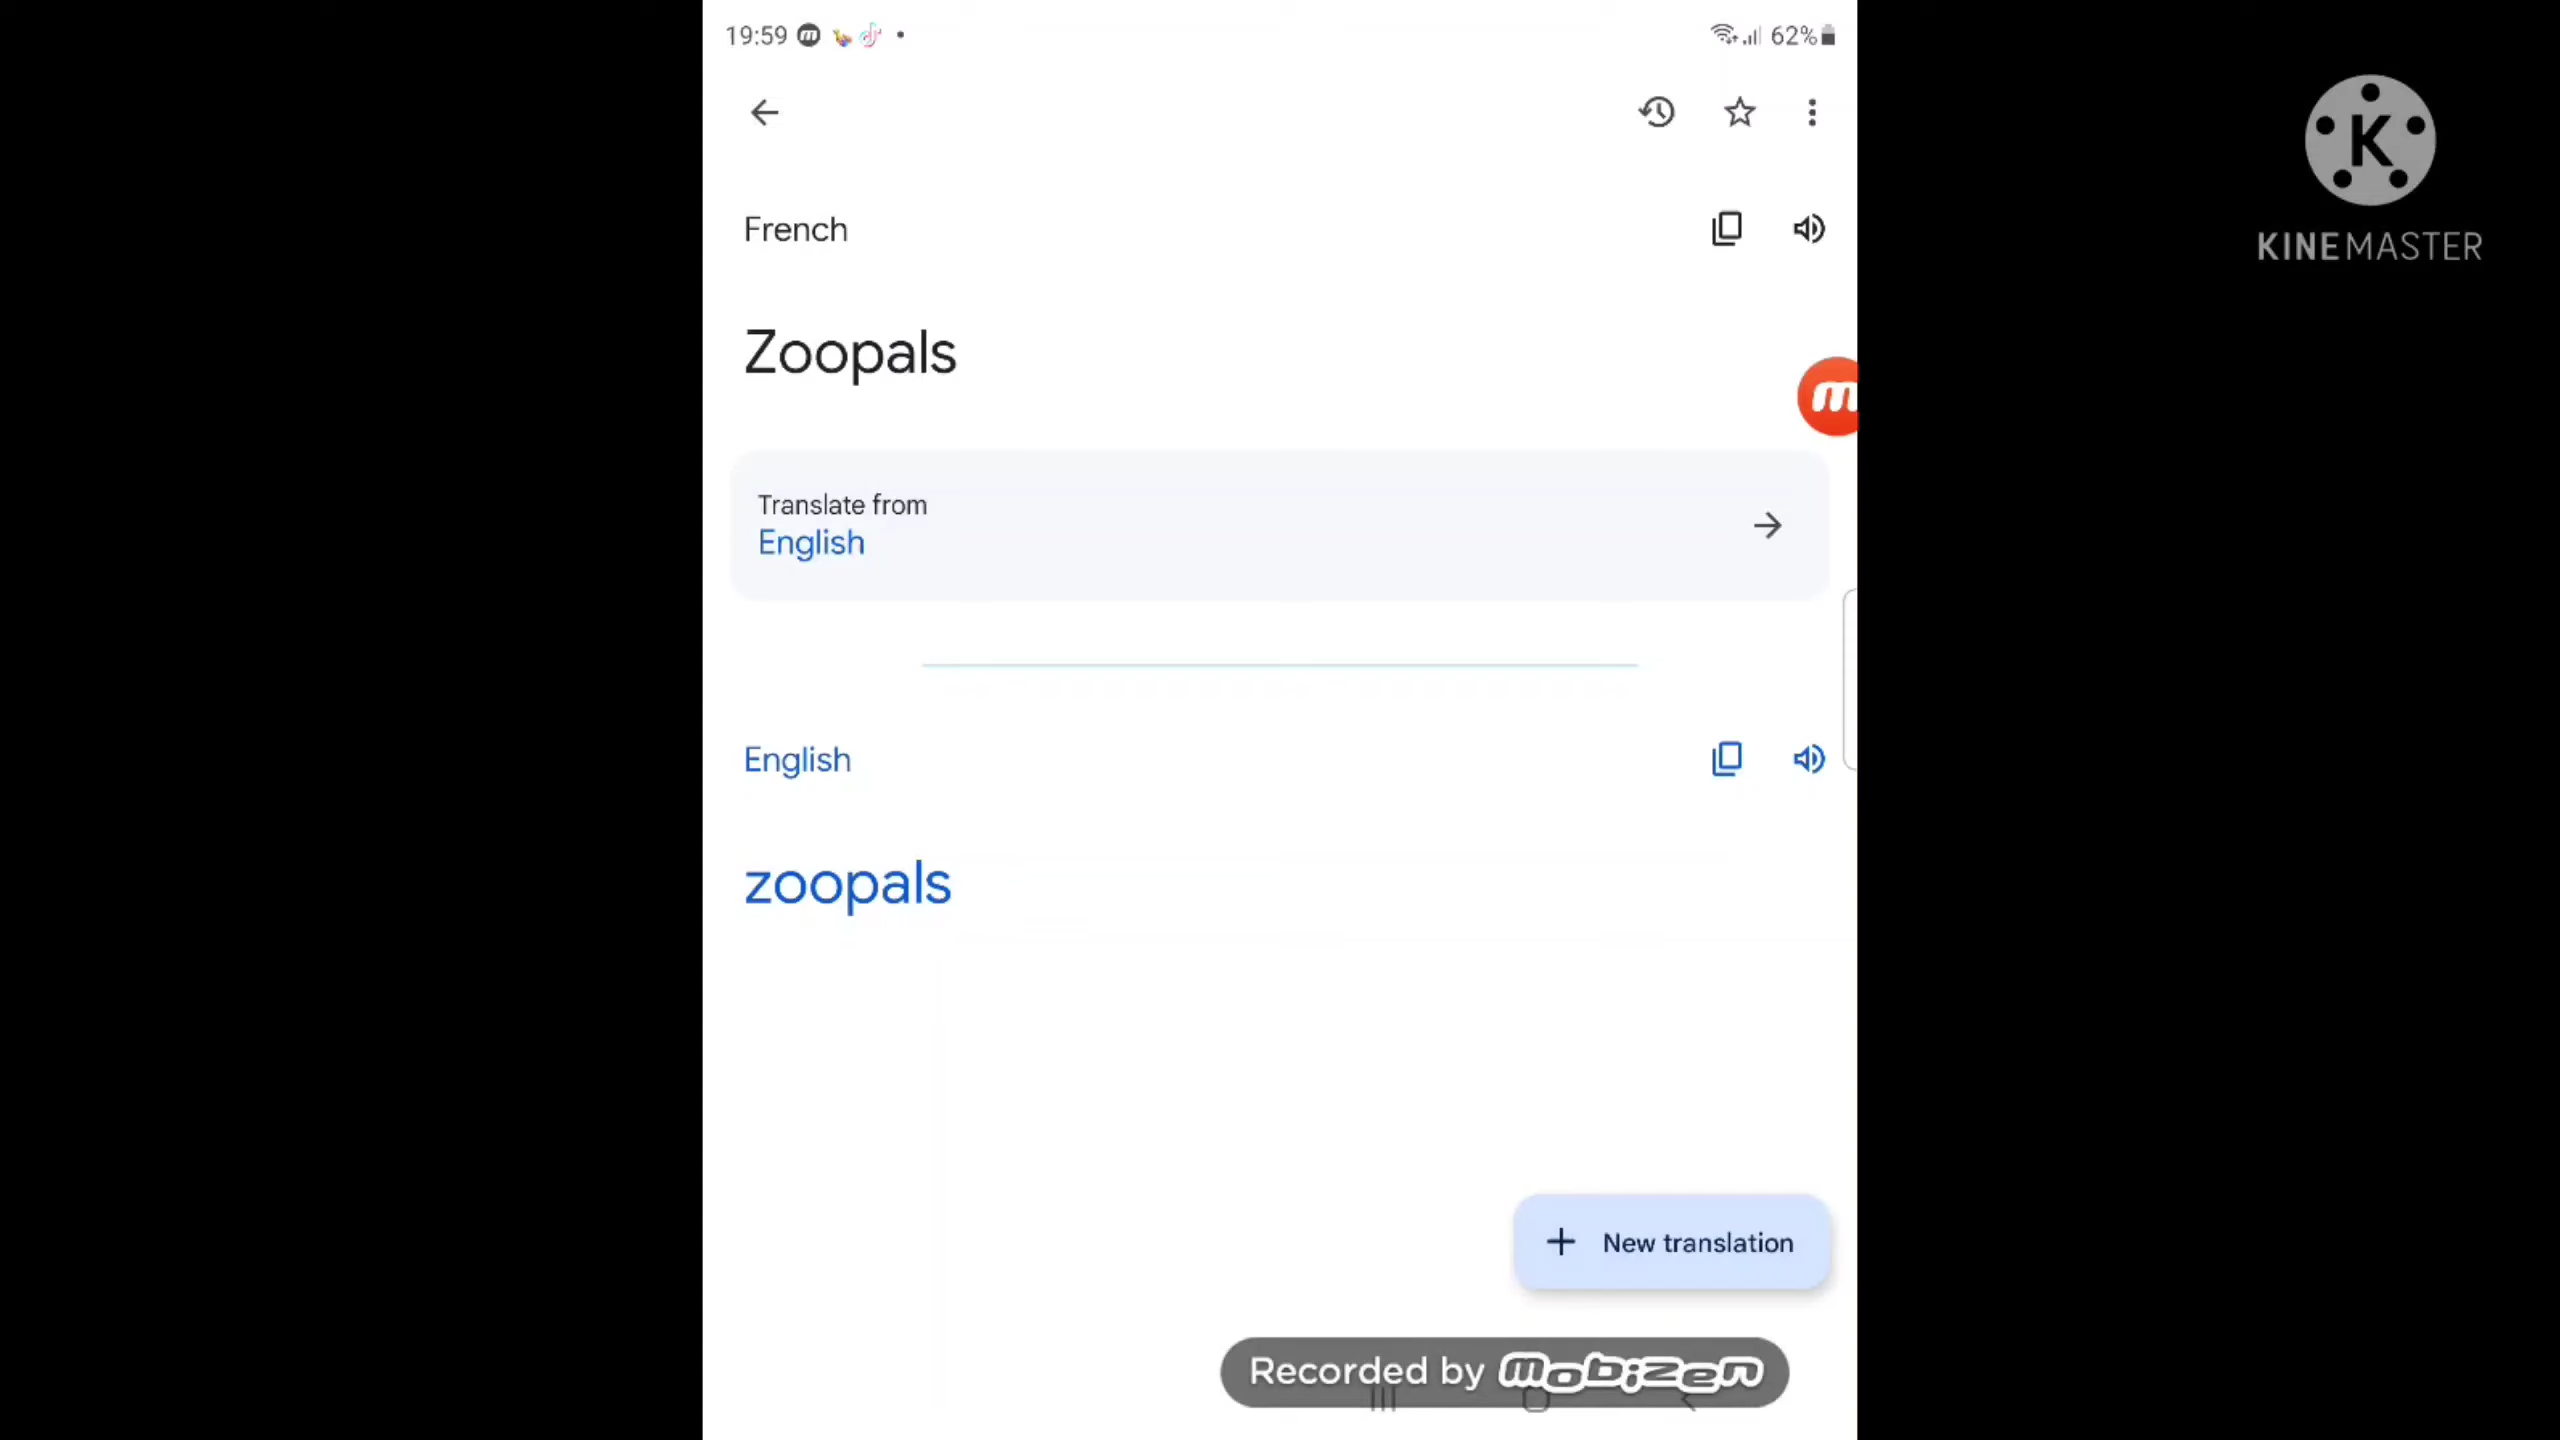 19:59
62%
French
Zoopals
Translate from
English
English
zoopals
+ New translation
Recorded by mobizen
K
KINEMASTER
m